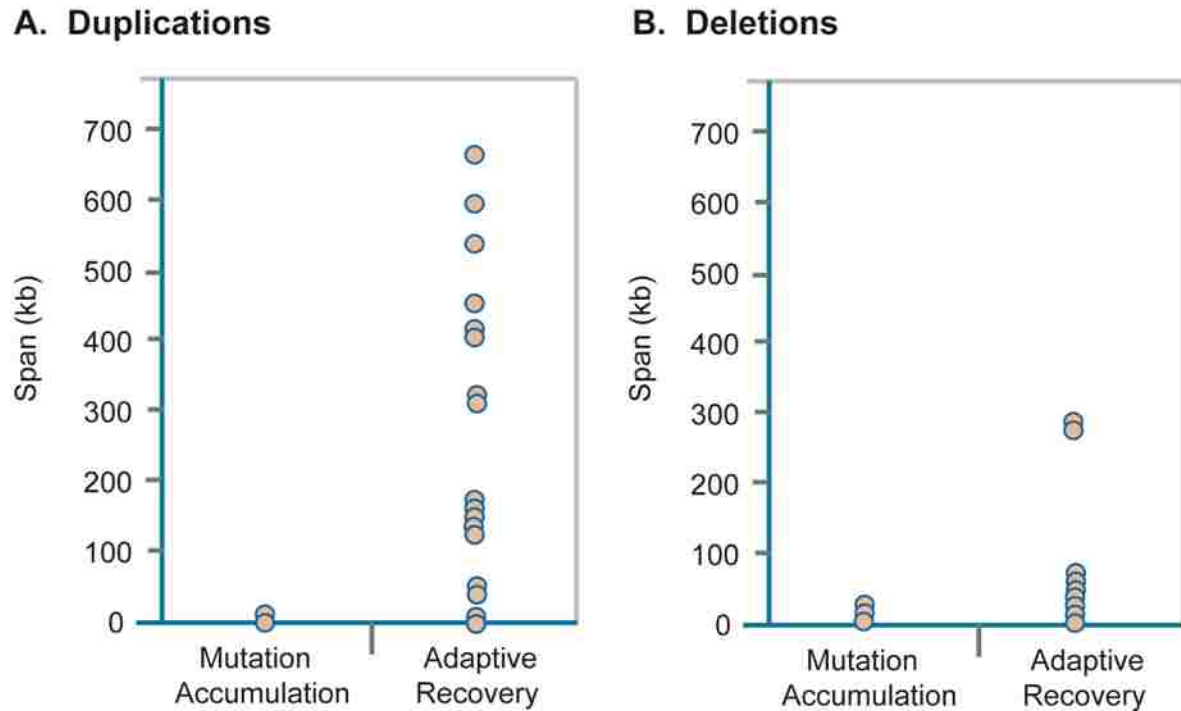 A. Duplications
700
600
500
400
300
200
100
0
Span (kb)
Mutation
Accumulation
Adaptive
Recovery
B. Deletions
700
600
500
400
300
200
100
0
Span (kb)
Mutation
Accumulation
Adaptive
Recovery